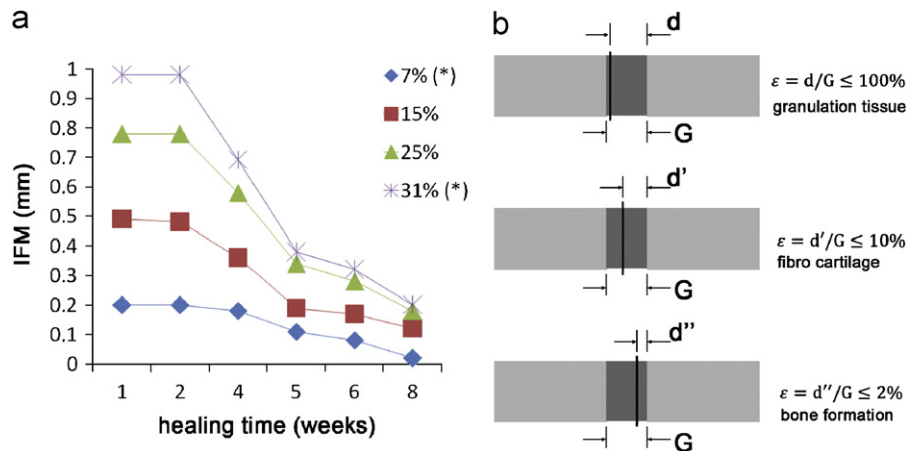 a
1
0.9
0.8
0.7
0.6
0.5
0.4
0.3
0.2
0.1
0
IFM (mm)
1 2 4 5 6 8
healing time (weeks)
7% (*)
15%
25%
31% (*)
b
d
G
ε = d/G ≤ 100%
granulation tissue
d'
G
ε = d'/G ≤ 10%
fibro cartilage
d''
G
ε = d''/G ≤ 2%
bone formation